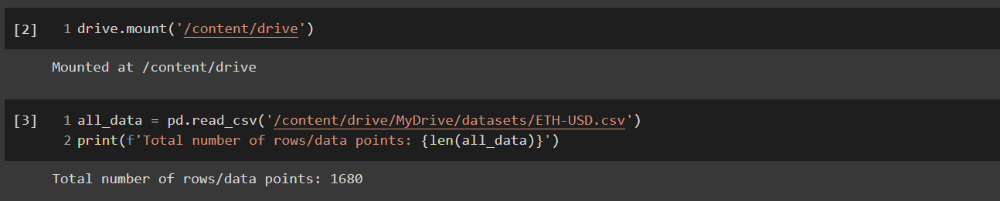 [2] 1 drive.mount('/content/drive')
Mounted at /content/drive
[3] 1 all_data = pd.read_csv('/content/drive/MyDrive/datasets/ETH-USD.csv')
2 print(f'Total number of rows/data points: {len(all_data)}')
Total number of rows/data points: 1680